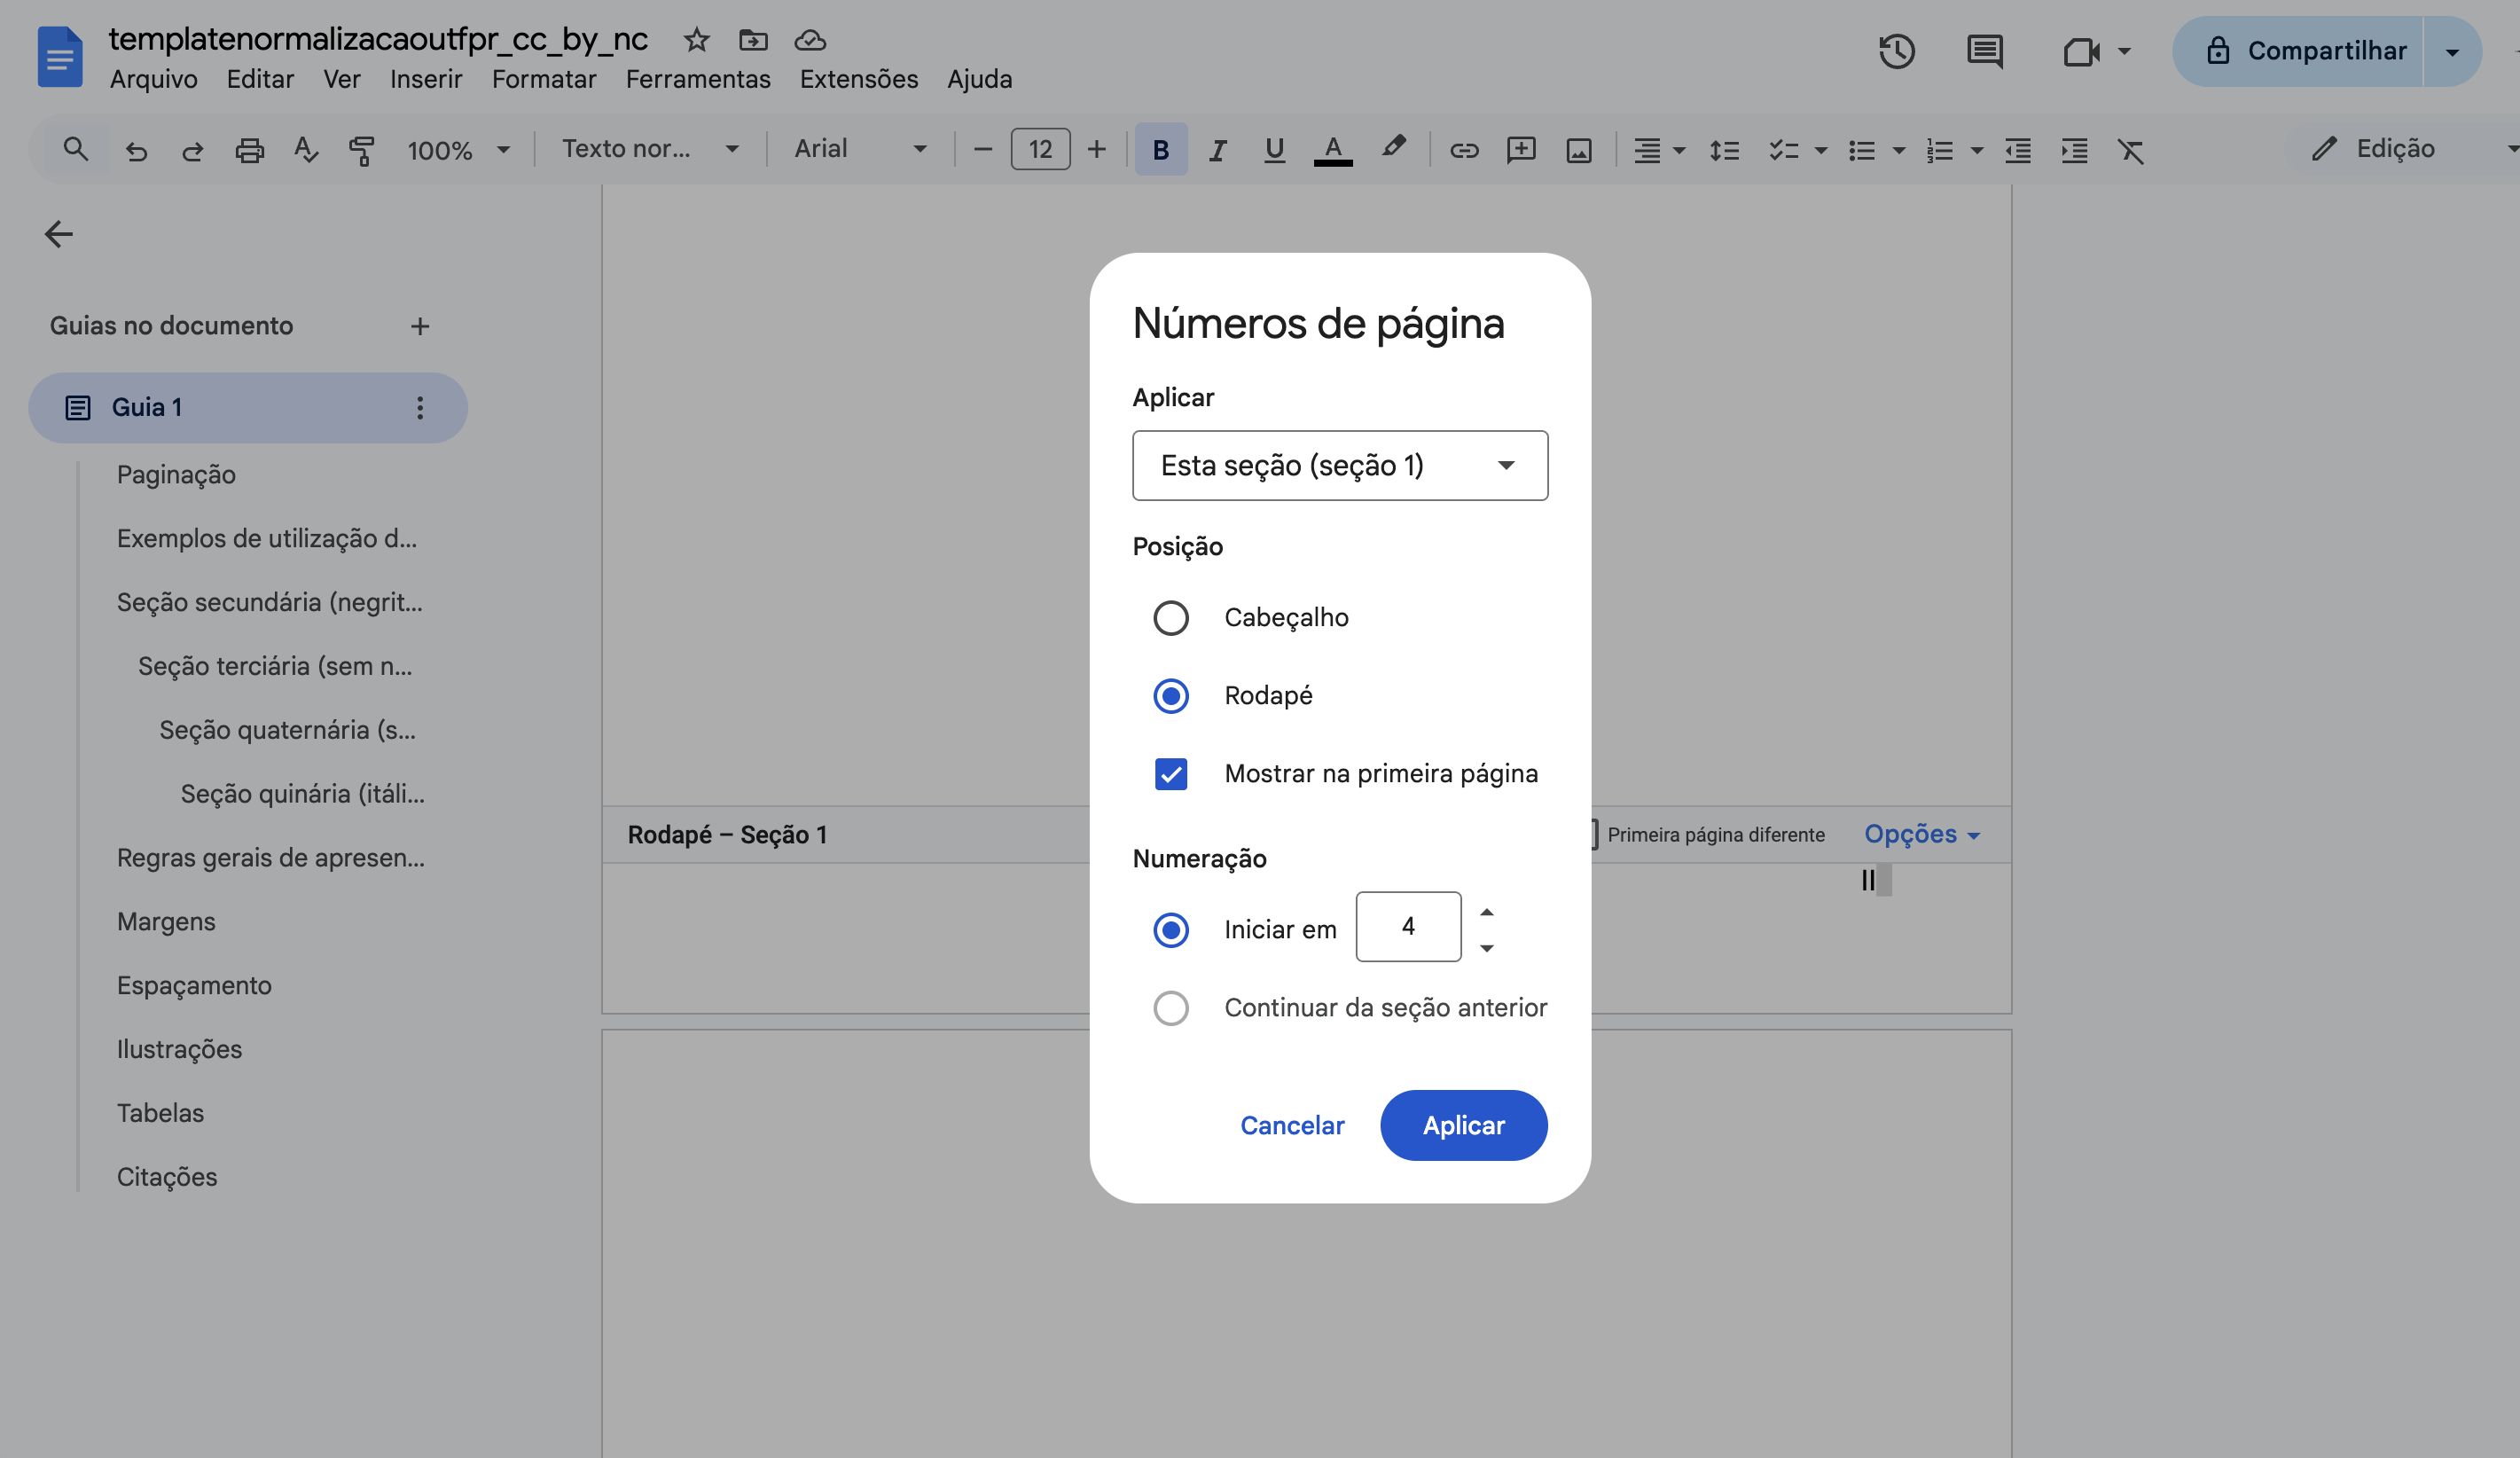 templatenormalizacaoutfpr_cc_by_nc
Arquivo Editar Ver Inserir Formatar Ferramentas Extensões Ajuda
Compartilhar
100% Texto nor... Arial 12 B I U A Edição
Guias no documento
Guia 1
Paginação
Exemplos de utilização d...
Seção secundária (negrit...
Seção terciária (sem n...
Seção quaternária (s...
Seção quinária (itáli...
Regras gerais de apresen...
Margens
Espaçamento
Ilustrações
Tabelas
Citações
Rodapé – Seção 1
Primeira página diferente
Opções
Números de página
Aplicar
Esta seção (seção 1)
Posição
Cabeçalho
Rodapé
Mostrar na primeira página
Numeração
Iniciar em 4
Continuar da seção anterior
Cancelar Aplicar